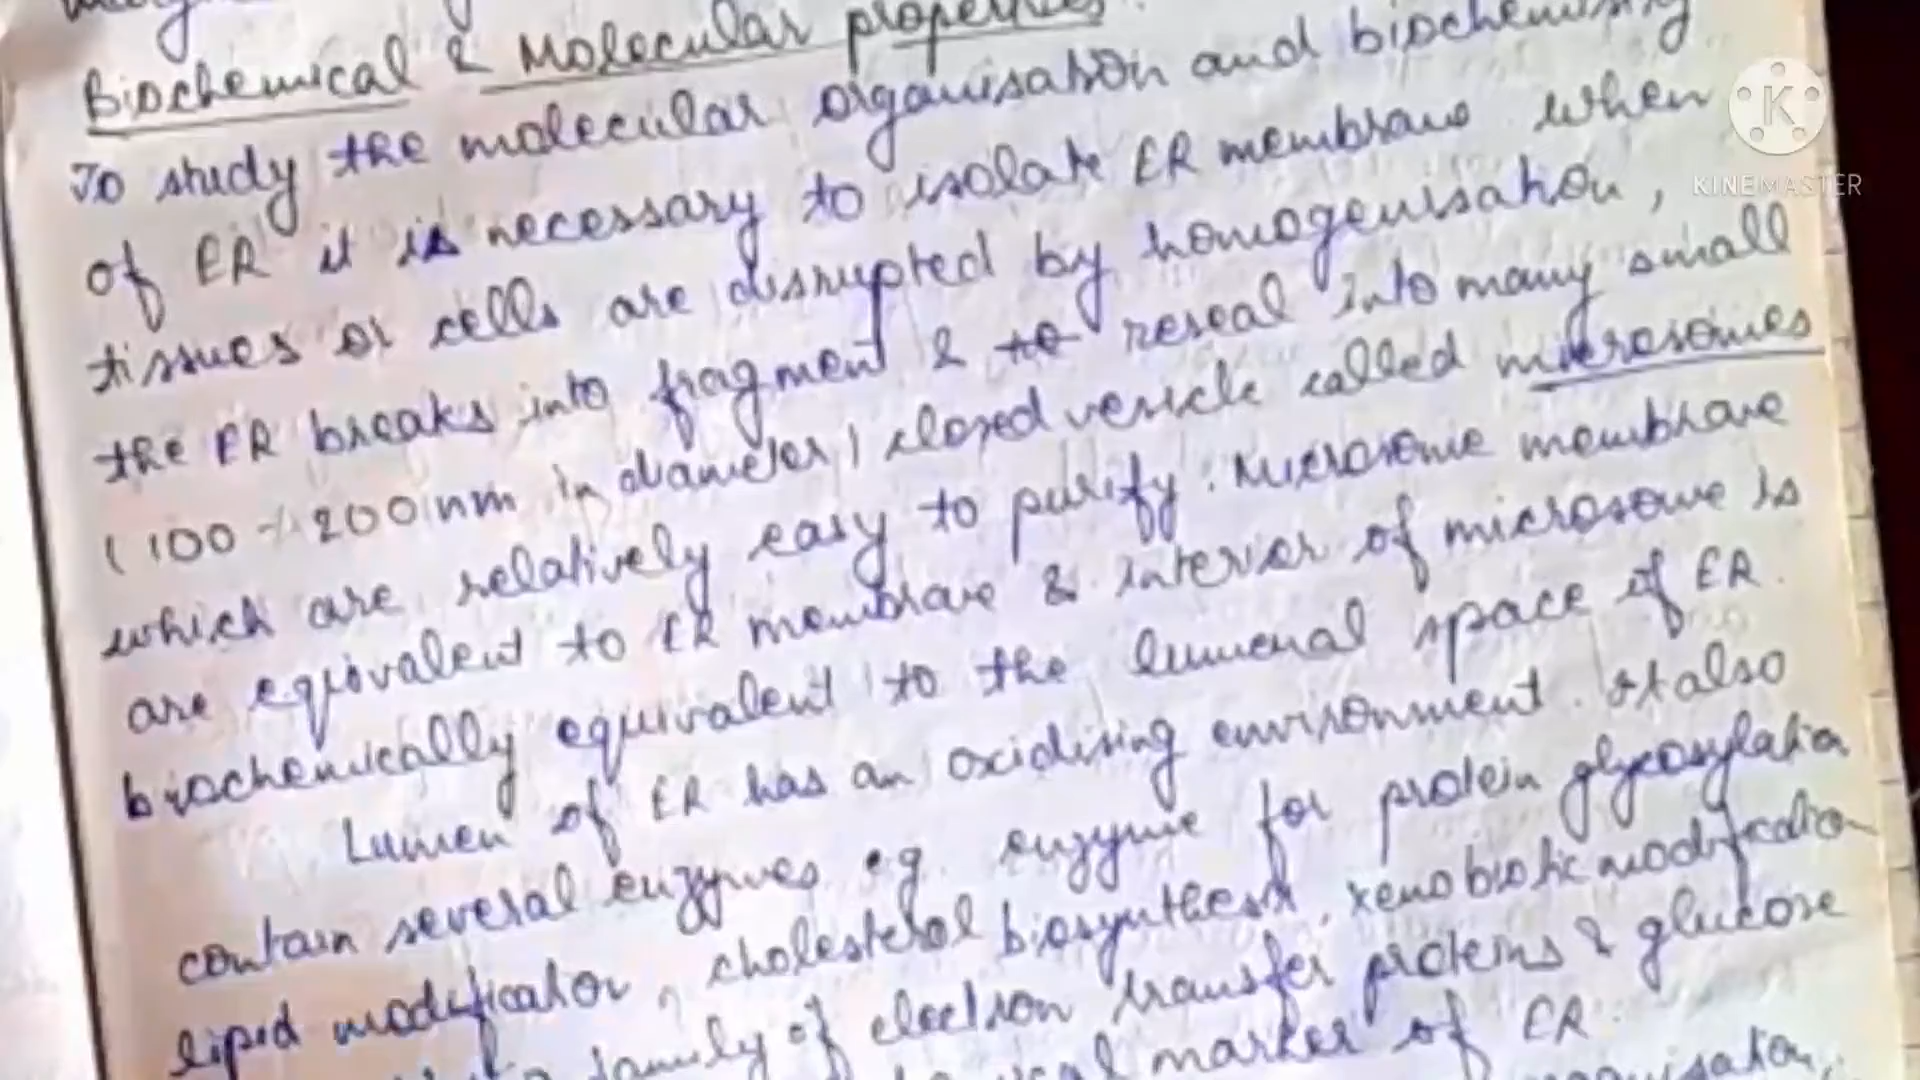 Biochemical & Molecular properties.
To study the molecular organisation and biochemistry
of ER it is necessary to isolate ER membrane when
tissues or cells are disrupted by homogenisation,
the ER breaks into fragment & to reseal into many small
(100 - 200 nm in diameter) closed vesicle called microsomes
which are relatively easy to purify. Microsome membrane
are equivalent to ER membrane & interior of microsome is
biochemically equivalent to the lumenal space of ER.
Lumen of ER has an oxidising environment. It also
contain several enzymes eg. enzyme for protein glycosylation
lipid modification, cholesterol biosynthesis, xenobiotic modification
family of electron transfer proteins & glucose
marker of ER.
K
KINEMASTER